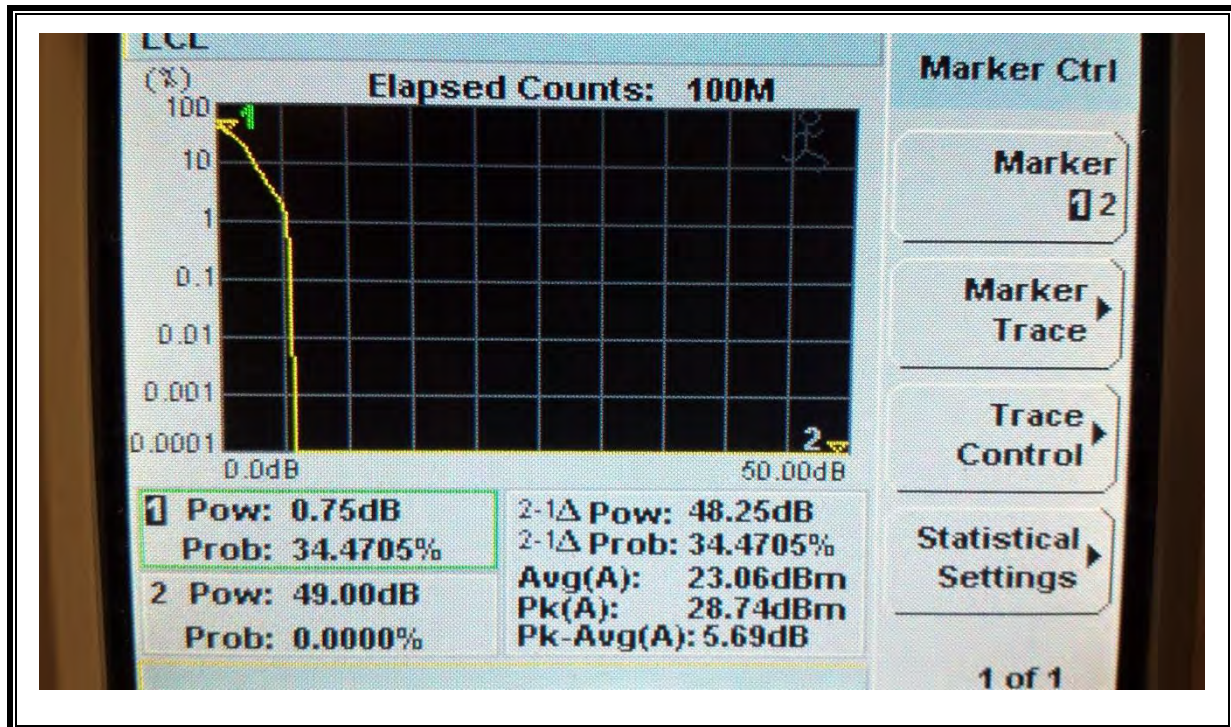 LCL
Marker Ctrl
(%)
Elapsed Counts: 100M
100
1
10
1
0.1
0.01
0.001
0.0001
2
0.0dB
50.00dB
Marker
1 2
Marker
Trace
Trace
Control
Statistical
Settings
1 of 1
1 Pow: 0.75dB
Prob: 34.4705%
2 Pow: 49.00dB
Prob: 0.0000%
2-1Δ Pow: 48.25dB
2-1Δ Prob: 34.4705%
Avg(A): 23.06dBm
Pk(A): 28.74dBm
Pk-Avg(A): 5.69dB